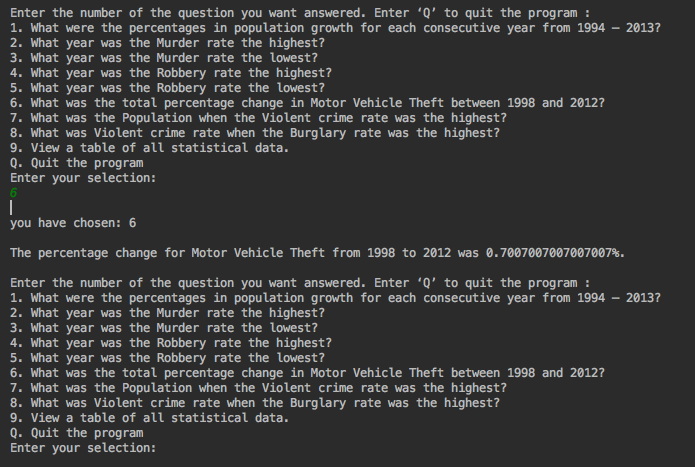 Enter the number of the question you want answered. Enter ‘Q’ to quit the program :
1. What were the percentages in population growth for each consecutive year from 1994 – 2013?
2. What year was the Murder rate the highest?
3. What year was the Murder rate the lowest?
4. What year was the Robbery rate the highest?
5. What year was the Robbery rate the lowest?
6. What was the total percentage change in Motor Vehicle Theft between 1998 and 2012?
7. What was the Population when the Violent crime rate was the highest?
8. What was Violent crime rate when the Burglary rate was the highest?
9. View a table of all statistical data.
Q. Quit the program
Enter your selection:
6
you have chosen: 6
The percentage change for Motor Vehicle Theft from 1998 to 2012 was 0.7007007007007007%.
Enter the number of the question you want answered. Enter ‘Q’ to quit the program :
1. What were the percentages in population growth for each consecutive year from 1994 – 2013?
2. What year was the Murder rate the highest?
3. What year was the Murder rate the lowest?
4. What year was the Robbery rate the highest?
5. What year was the Robbery rate the lowest?
6. What was the total percentage change in Motor Vehicle Theft between 1998 and 2012?
7. What was the Population when the Violent crime rate was the highest?
8. What was Violent crime rate when the Burglary rate was the highest?
9. View a table of all statistical data.
Q. Quit the program
Enter your selection: